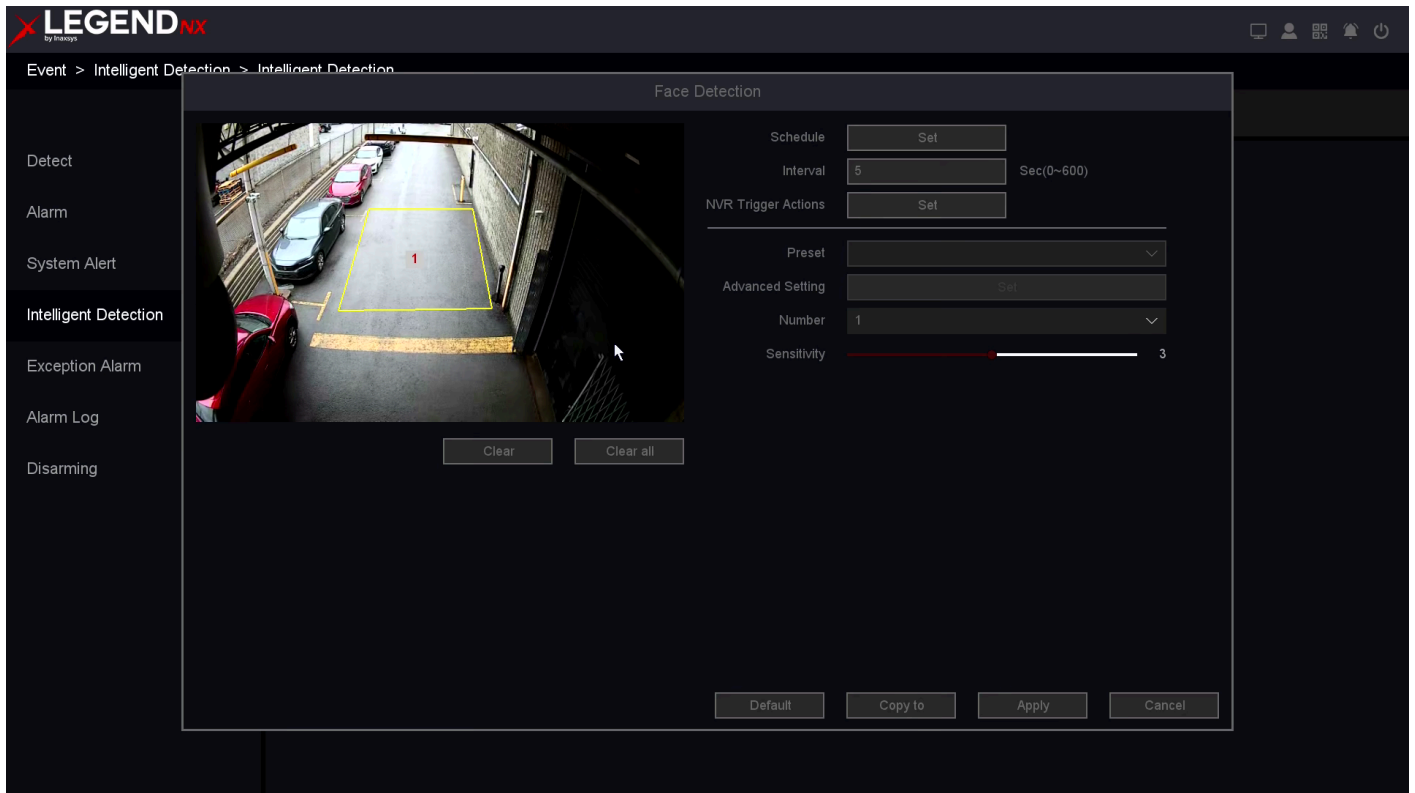 LEGEND NX
by Inaxsys
Event > Intelligent Detection > Intelligent Detection
Face Detection
Detect
Alarm
System Alert
Intelligent Detection
Exception Alarm
Alarm Log
Disarming
1
Clear
Clear all
Schedule
Set
Interval
5
Sec(0~600)
NVR Trigger Actions
Set
Preset
Advanced Setting
Set
Number
1
Sensitivity
3
Default
Copy to
Apply
Cancel